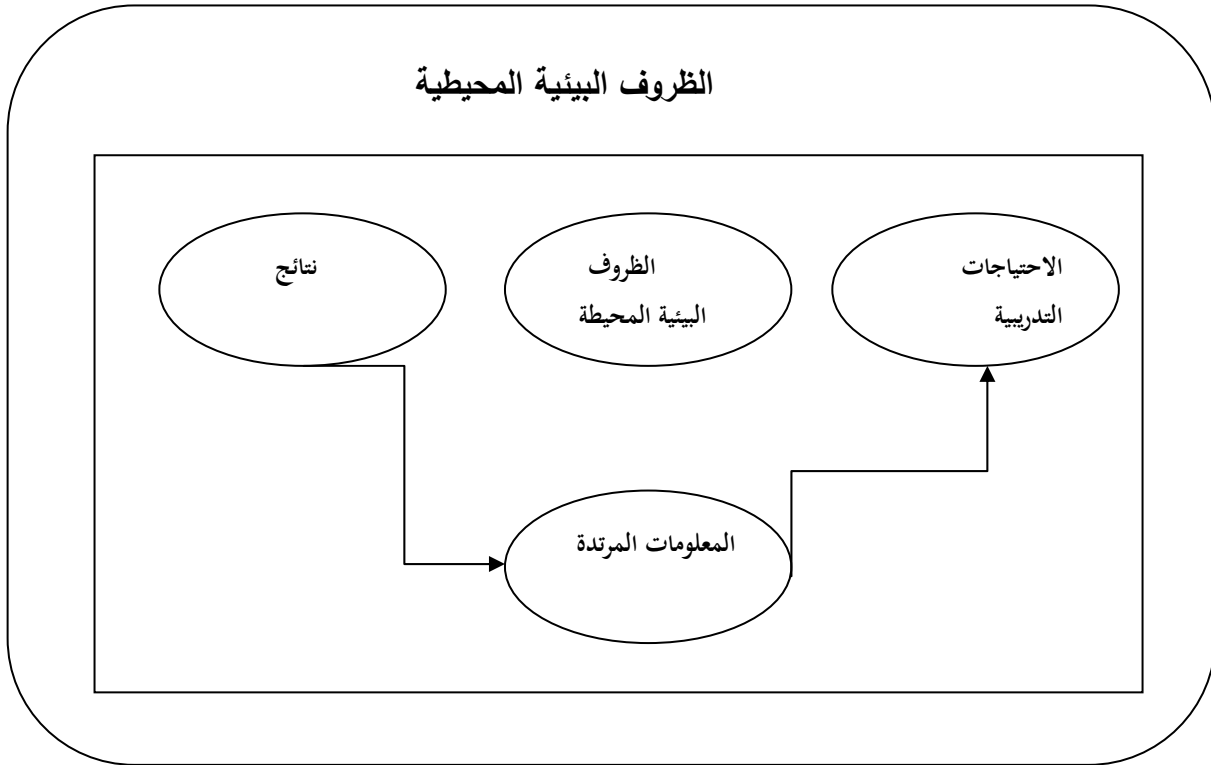 الظروف البيئية المحيطية
الاحتياجات
التدريبية
الظروف
البيئية المحيطة
نتائج
المعلومات المرتدة